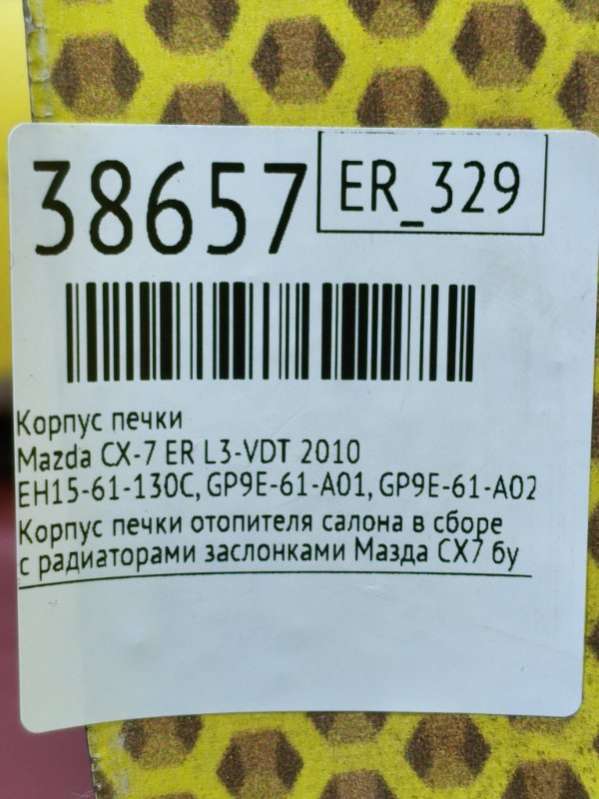 38657
ER_329
Корпус печки
Mazda CX-7 ER L3-VDT 2010
EH15-61-130C, GP9E-61-A01, GP9E-61-A02
Корпус печки отопителя салона в сборе
с радиаторами заслонками Мазда СХ7 бу